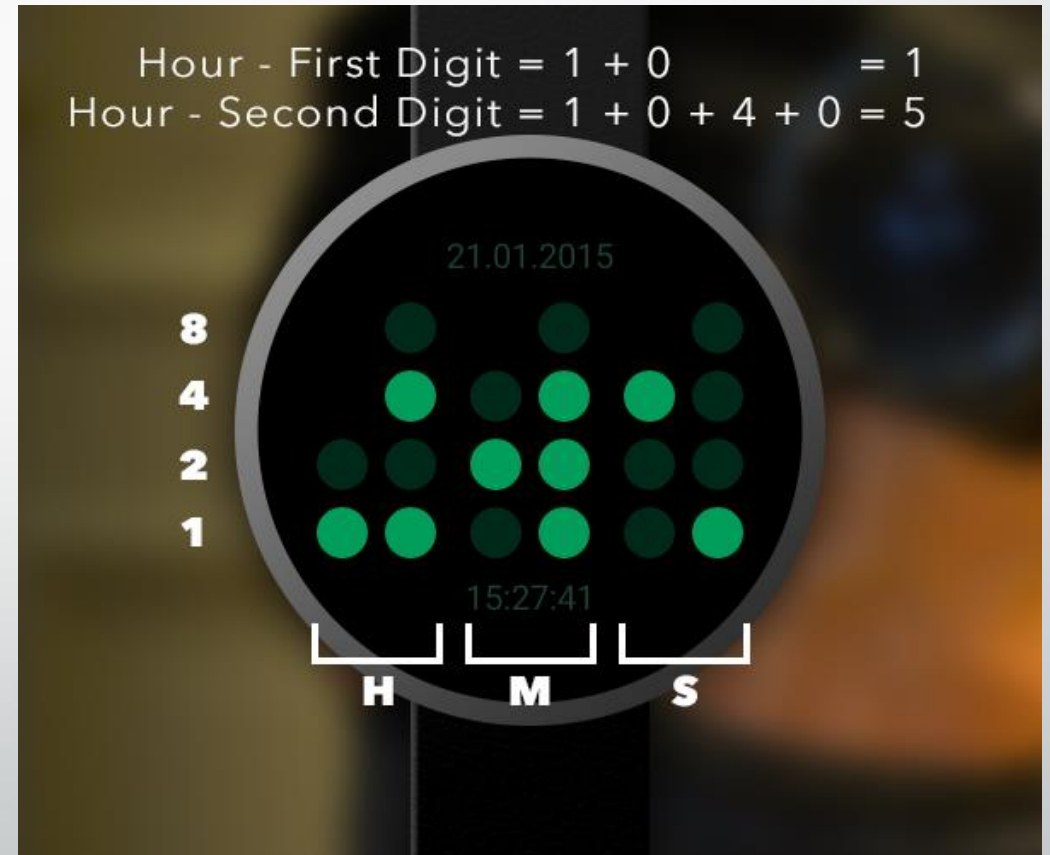 Hour - First Digit = 1 + 0 = 1
Hour - Second Digit = 1 + 0 + 4 + 0 = 5
21.01.2015
8
4
2
1
15:27:41
H M S